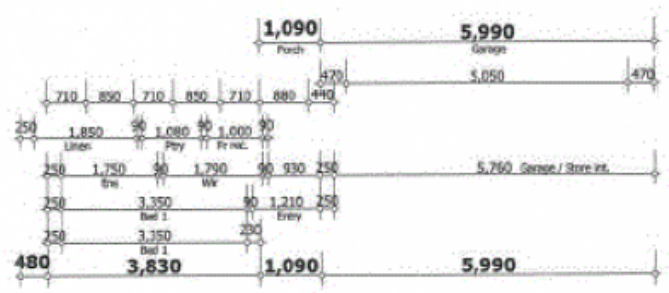 1,090 5,990
Porch Garage
470 5,050 470
710 850 710 850 710 880 440
250 1,850 90 1,080 90 1,000 90
Linen Ptry Fr rec.
250 1,750 90 1,790 90 930 250 5,760 Garage / Store int.
Ens Wir
250 3,350 90 1,210 250
Bed 1 Entry
250 3,350 230
Bed 1
480 3,830 1,090 5,990